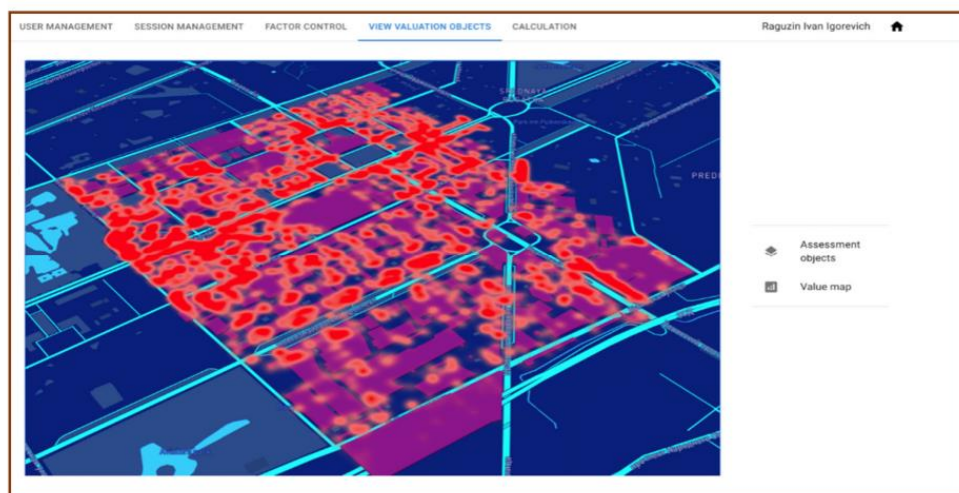 USER MANAGEMENT SESSION MANAGEMENT FACTOR CONTROL VIEW VALUATION OBJECTS CALCULATION Raguzin Ivan Igorevich
PREDI
Assessment
objects
Value map